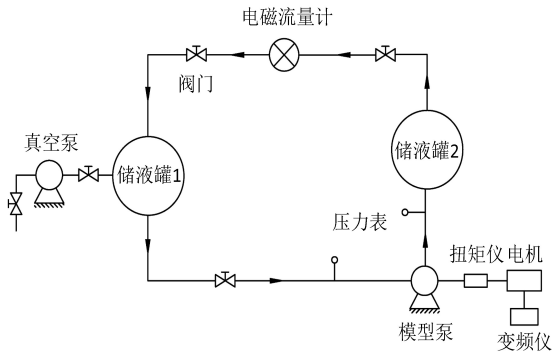 电磁流量计
阀门
真空泵
储液罐1
储液罐2
压力表
扭矩仪 电机
模型泵
变频仪